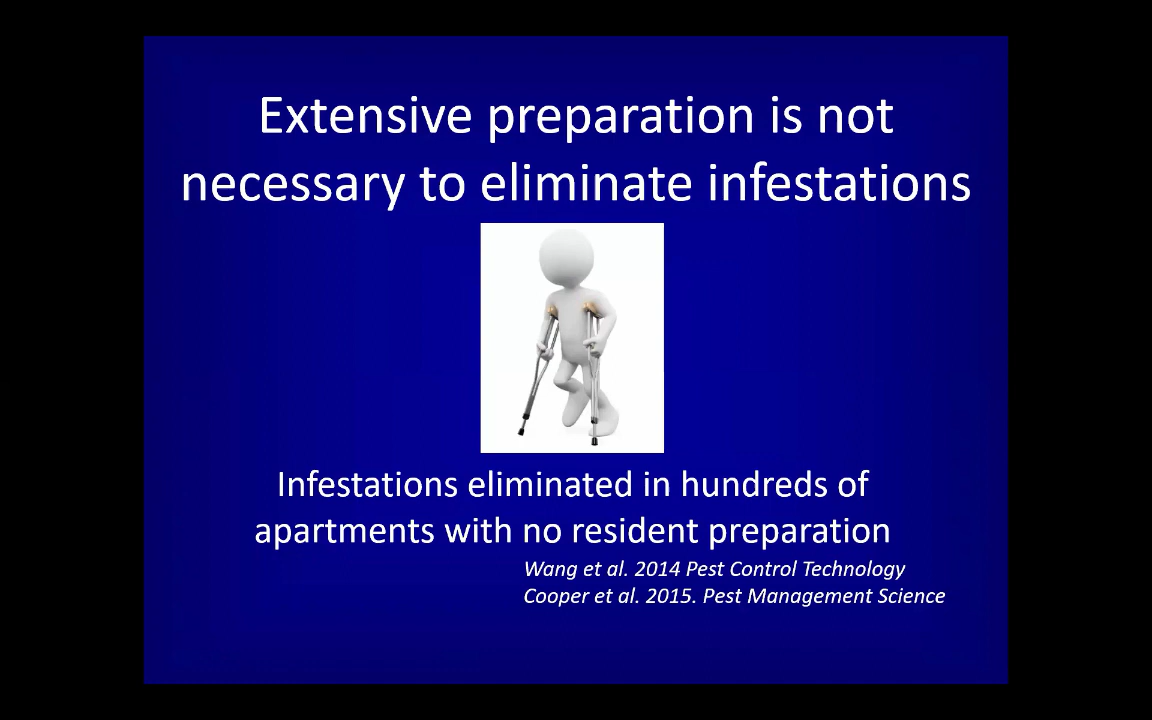 Extensive preparation is not
necessary to eliminate infestations
Infestations eliminated in hundreds of
apartments with no resident preparation
Wang et al. 2014 Pest Control Technology
Cooper et al. 2015. Pest Management Science